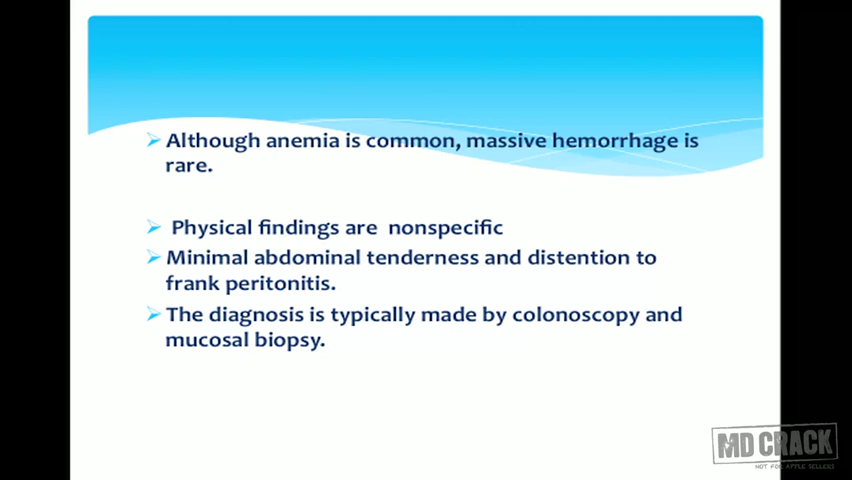 Although anemia is common, massive hemorrhage is
rare.
Physical findings are nonspecific
Minimal abdominal tenderness and distention to
frank peritonitis.
The diagnosis is typically made by colonoscopy and
mucosal biopsy.
MD CRACK
NOT FOR APPLE SELLERS